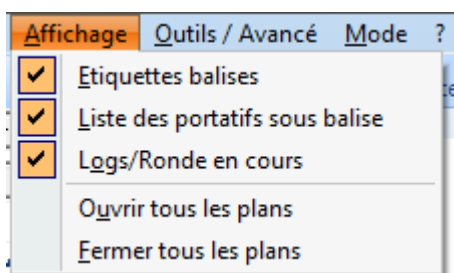 Affichage Outils / Avancé Mode ?
Etiquettes balises
Liste des portatifs sous balise
Logs/Ronde en cours
Ouvrir tous les plans
Fermer tous les plans